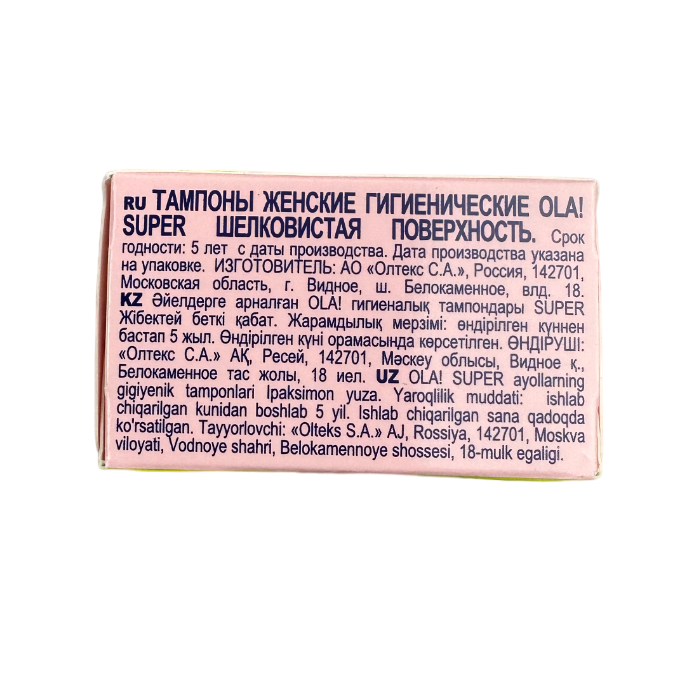 RU ТАМПОНЫ ЖЕНСКИЕ ГИГИЕНИЧЕСКИЕ OLA!
SUPER ШЕЛКОВИСТАЯ ПОВЕРХНОСТЬ. Срок
годности: 5 лет с даты производства. Дата производства указана
на упаковке. ИЗГОТОВИТЕЛЬ: АО «Олтекс С.А.», Россия, 142701,
Московская область, г. Видное, ш. Белокаменное, влд. 18.
KZ Әйелдерге арналған OLA! гигиеналық тампондары SUPER
Жібектей беткі қабат. Жарамдылық мерзімі: өндірілген күннен
бастап 5 жыл. Өндірілген күні орамасында көрсетілген. ӨНДІРУШІ:
«Олтекс С.А.» АҚ, Ресей, 142701, Мәскеу облысы, Видное қ.,
Белокаменное тас жолы, 18 иел. UZ OLA! SUPER ayollarning
gigiyenik tamponlari Ipaksimon yuza. Yaroqlilik muddati: ishlab
chiqarilgan kunidan boshlab 5 yil. Ishlab chiqarilgan sana qadoqda
ko'rsatilgan. Tayyorlovchi: «Olteks S.A.» AJ, Rossiya, 142701, Moskva
viloyati, Vodnoye shahri, Belokamennoye shossesi, 18-mulk egaligi.